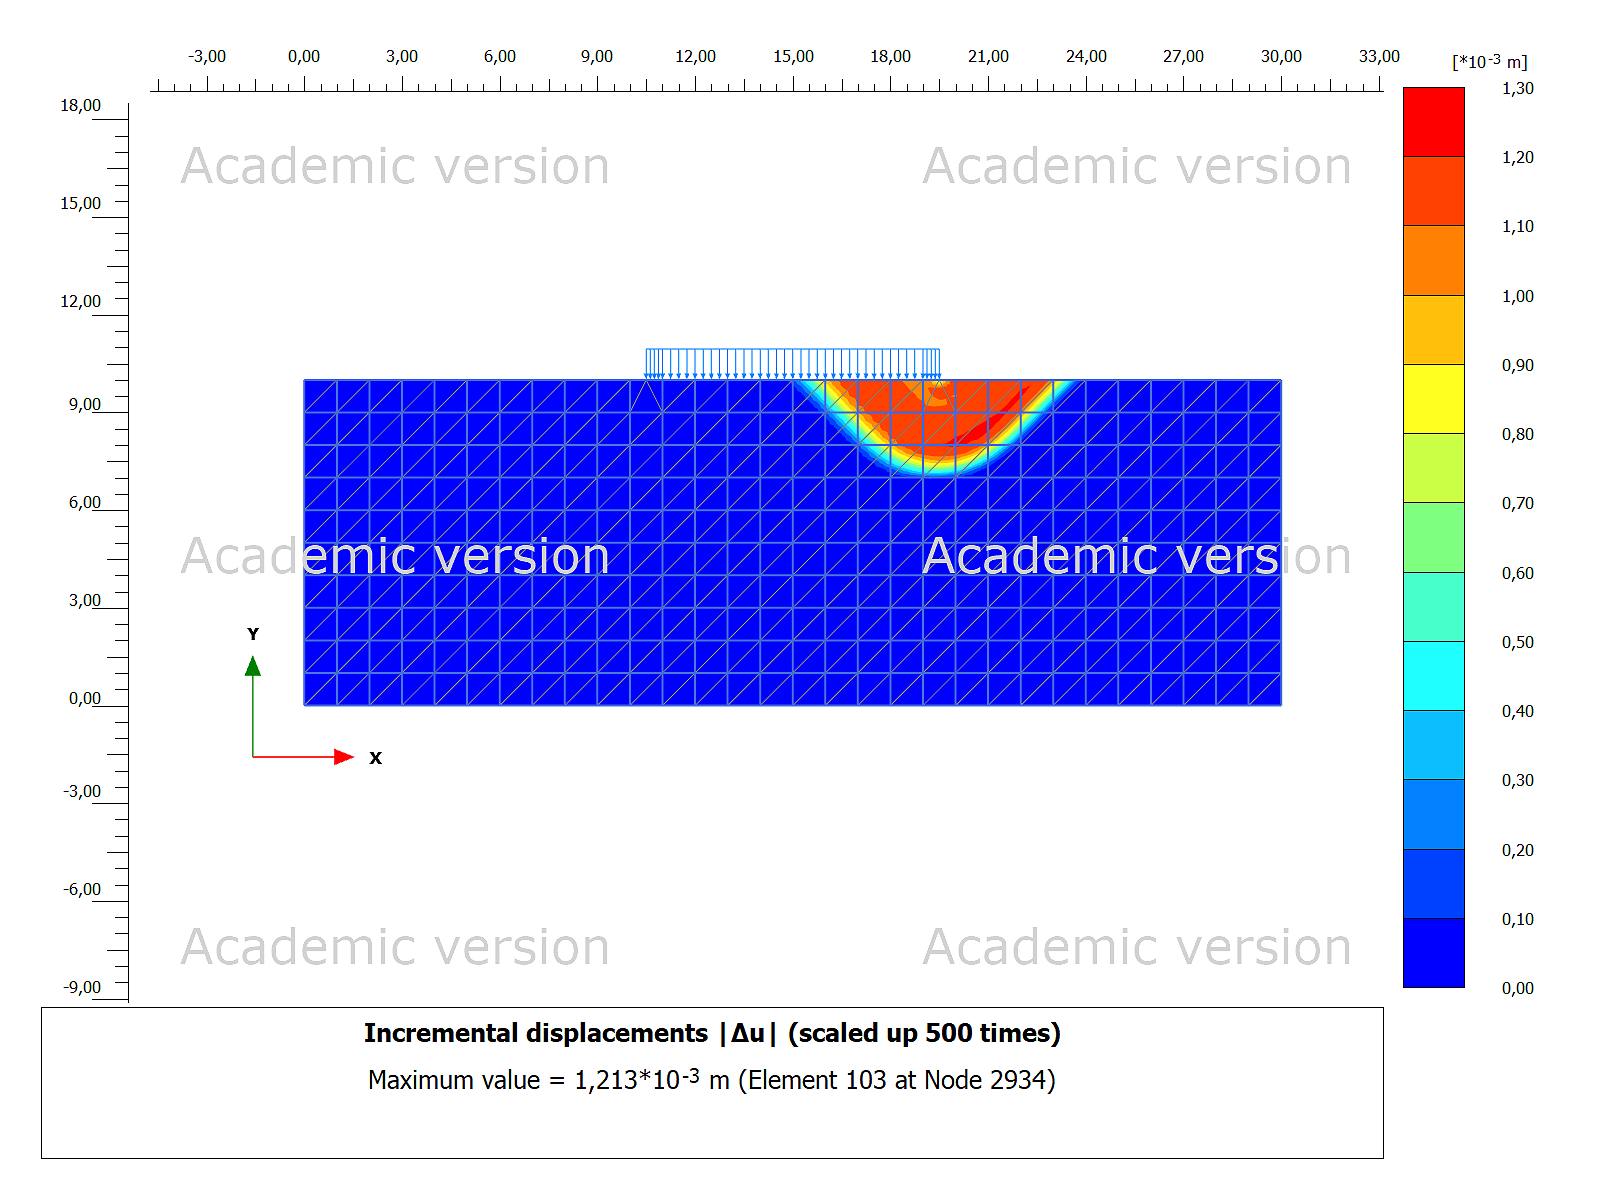 -3,00 0,00 3,00 6,00 9,00 12,00 15,00 18,00 21,00 24,00 27,00 30,00 33,00
[*10-3 m]
18,00
15,00
12,00
9,00
6,00
3,00
0,00
-3,00
-6,00
-9,00
Academic version Academic version
Academic version Academic version
Academic version Academic version
Y
X
1,30
1,20
1,10
1,00
0,90
0,80
0,70
0,60
0,50
0,40
0,30
0,20
0,10
0,00
Incremental displacements |Δu| (scaled up 500 times)
Maximum value = 1,213*10-3 m (Element 103 at Node 2934)